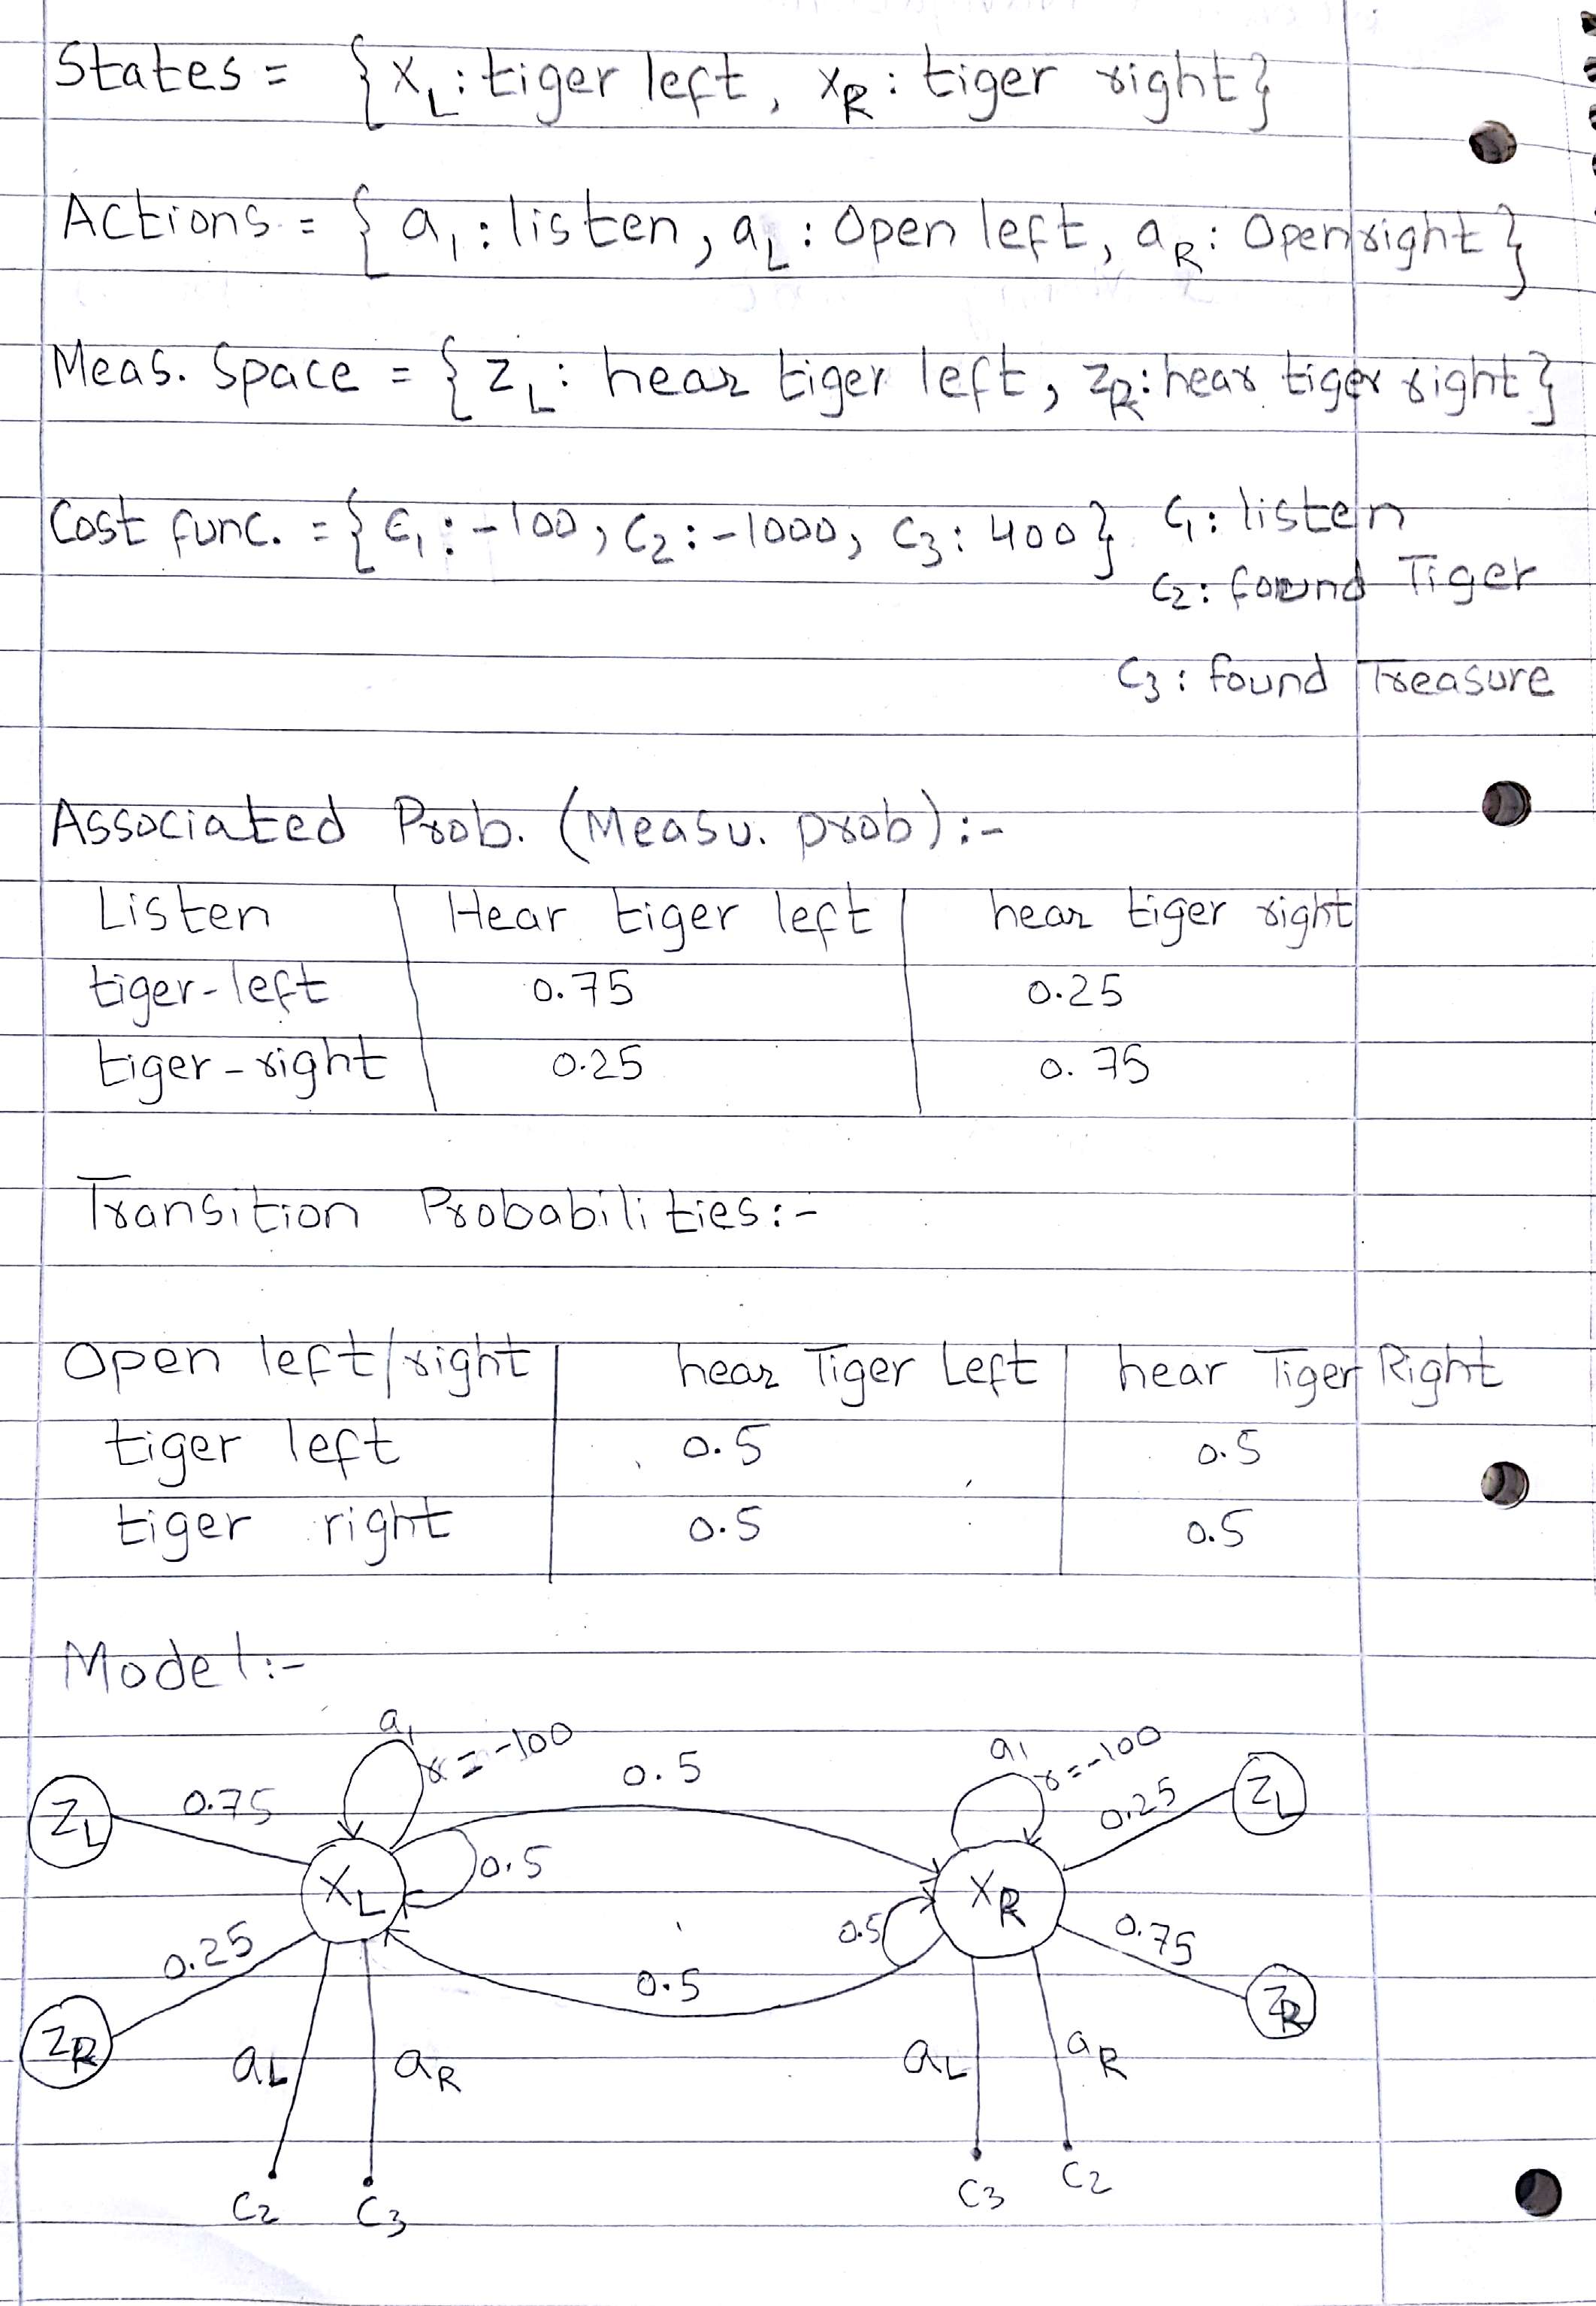 States = { X_L : tiger left, X_R : tiger right }
Actions = { a_1 : listen, a_L : Open left, a_R : Open right }
Meas. Space = { Z_L : hear tiger left, Z_R : hear tiger right }
Cost func. = { C_1 : -100, C_2 : -1000, C_3 : 400 } C_1 : listen
C_2 : found Tiger
C_3 : found Treasure
Associated Prob. (Measu. prob) :-
Listen Hear tiger left hear tiger right
tiger-left 0.75 0.25
tiger-right 0.25 0.75
Transition Probabilities :-
Open left/right hear Tiger Left hear Tiger Right
tiger left 0.5 0.5
tiger right 0.5 0.5
Model :-
a_1 r = -100 0.5 a_1 r = -100
Z_L 0.75 0.25 Z_L
X_L 0.5 X_R
0.25 0.5 0.75
0.5
Z_R Z_R
a_L a_R a_L a_R
C_2 C_3 C_3 C_2